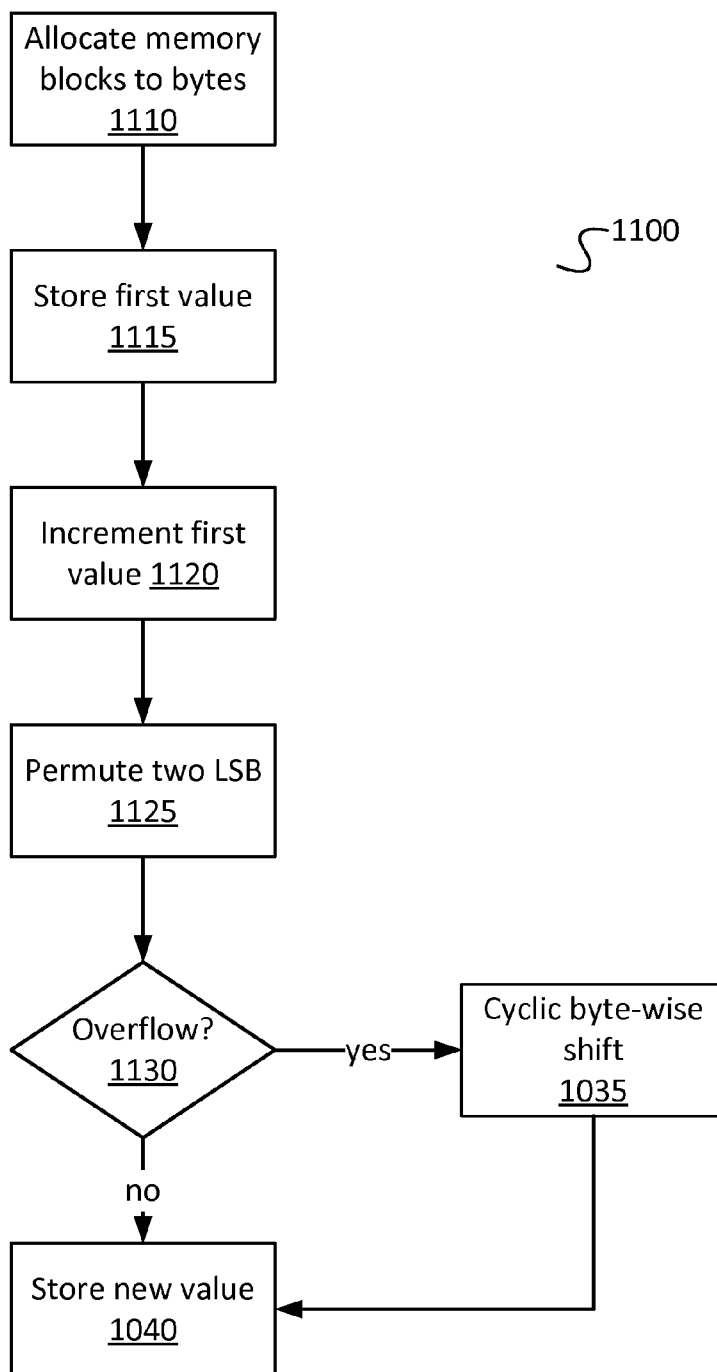 Allocate memory
blocks to bytes
1110
1100
Store first value
1115
Increment first
value 1120
Permute two LSB
1125
Overflow?
1130
yes
Cyclic byte-wise
shift
1035
no
Store new value
1040